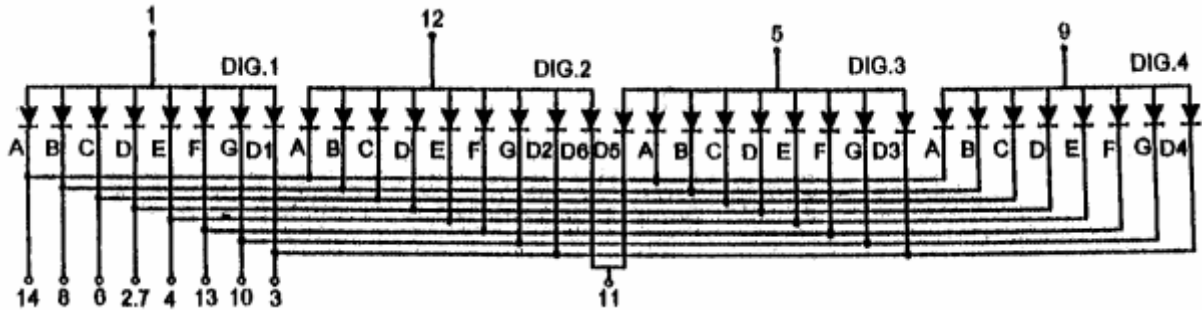 1 12 5 9
DIG.1 DIG.2 DIG.3 DIG.4
A B C D E F G D1 A B C D E F G D2 D6 D5 A B C D E F G D3 A B C D E F G D4
14 8 6 2.7 4 13 10 3 11